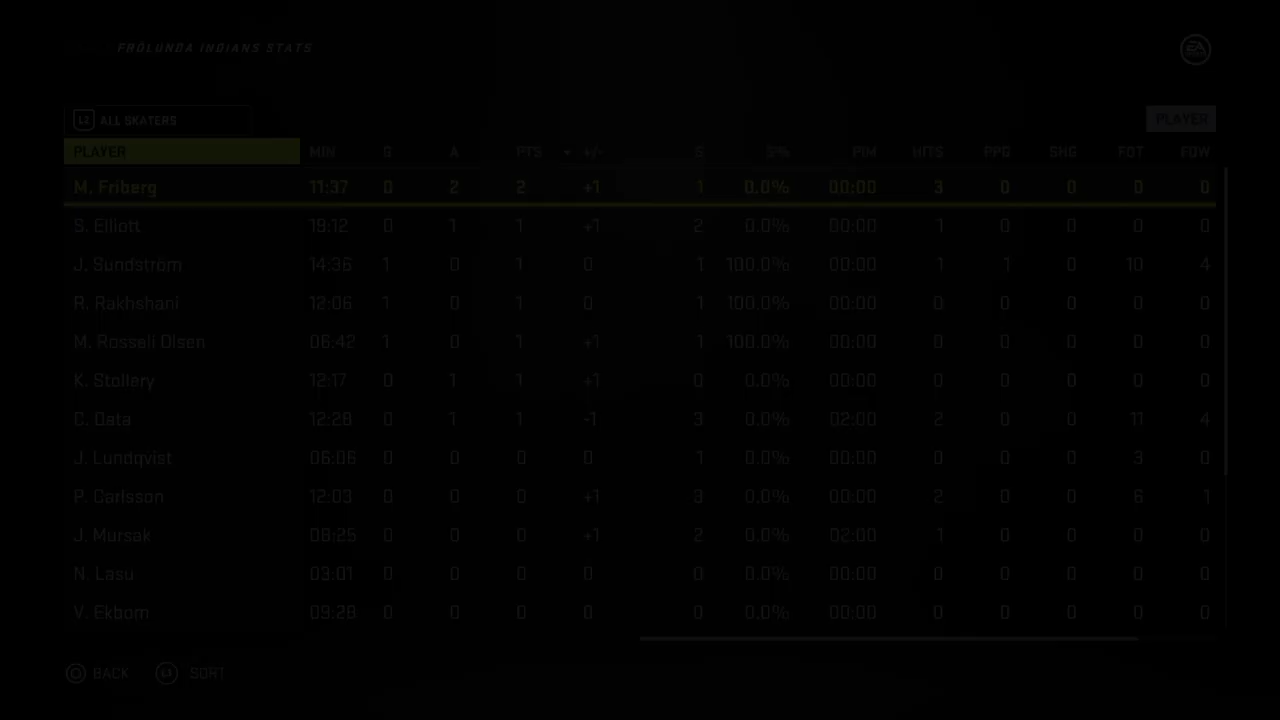 FRÖLUNDA INDIANS STATS
EA
L2 ALL SKATERS
PLAYER
PLAYER MIN G A PTS +/- S S% PIM HITS PPG SHG FOT FOW
M. Friberg 11:37 0 2 2 +1 1 0.0% 00:00 3 0 0 0 0
S. Elliott 19:12 0 1 1 +1 2 0.0% 00:00 1 0 0 0 0
J. Sundström 14:36 1 0 1 0 1 100.0% 00:00 1 1 0 10 4
R. Rakhshani 12:06 1 0 1 0 1 100.0% 00:00 0 0 0 0 0
M. Rosseli Olsen 06:42 1 0 1 +1 1 100.0% 00:00 0 0 0 0 0
K. Stollery 12:17 0 1 1 +1 0 0.0% 00:00 0 0 0 0 0
C. Data 12:28 0 1 1 -1 3 0.0% 02:00 2 0 0 11 4
J. Lundqvist 06:06 0 0 0 0 1 0.0% 00:00 0 0 0 3 0
P. Carlsson 12:03 0 0 0 +1 3 0.0% 00:00 2 0 0 6 1
J. Mursak 08:25 0 0 0 +1 2 0.0% 02:00 1 0 0 0 0
N. Lasu 03:01 0 0 0 0 0 0.0% 00:00 0 0 0 0 0
V. Ekbom 09:28 0 0 0 0 0 0.0% 00:00 0 0 0 0 0
BACK SORT